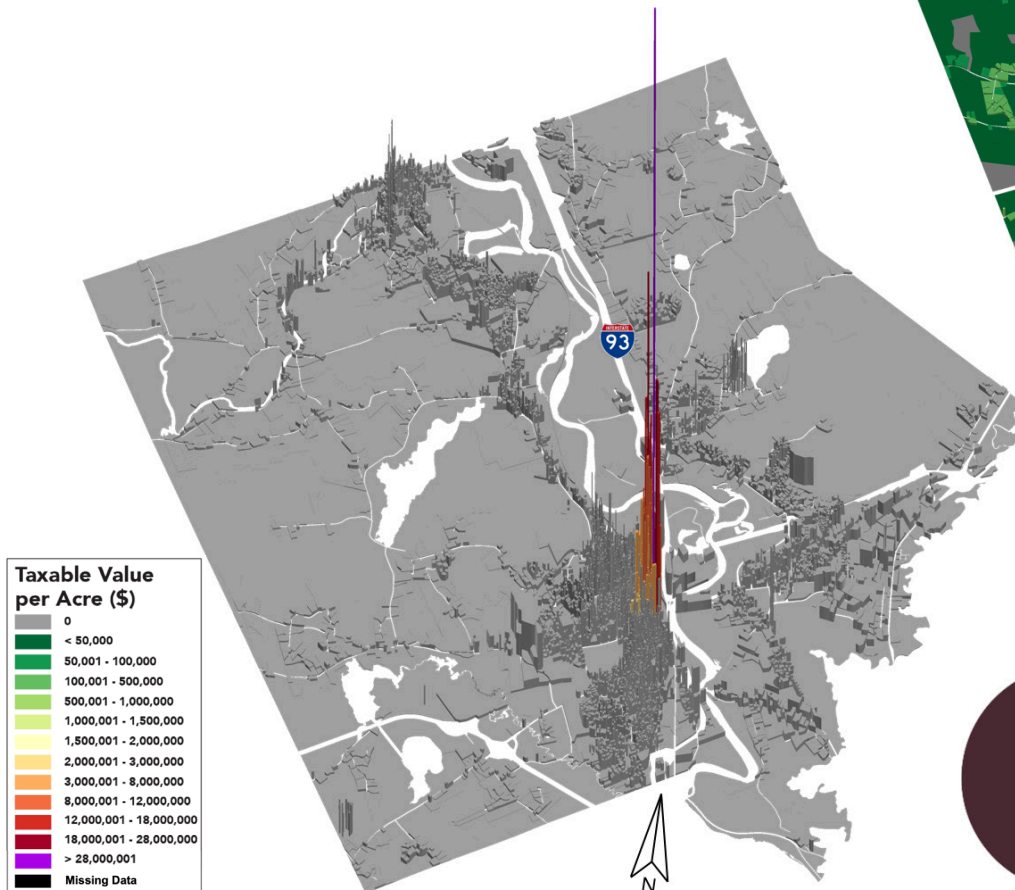 INTERSTATE
93
Taxable Value
per Acre ($)
0
< 50,000
50,001 - 100,000
100,001 - 500,000
500,001 - 1,000,000
1,000,001 - 1,500,000
1,500,001 - 2,000,000
2,000,001 - 3,000,000
3,000,001 - 8,000,000
8,000,001 - 12,000,000
12,000,001 - 18,000,000
18,000,001 - 28,000,000
> 28,000,001
Missing Data
N